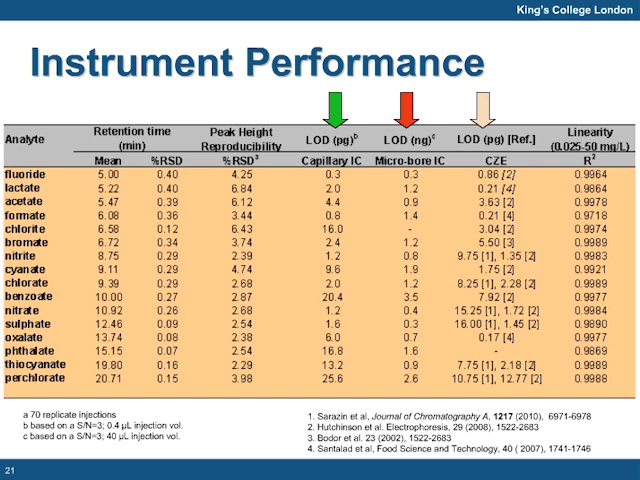 King's College London
Instrument Performance
Analyte Retention time (min) Peak Height Reproducibility LOD (pg)b LOD (ng)c LOD (pg) [Ref.] Linearity (0.025-50 mg/L)
Mean %RSD %RSDa Capillary IC Micro-bore IC CZE R2
fluoride 5.00 0.40 4.25 0.3 0.3 0.86 [2] 0.9964
lactate 5.22 0.40 6.84 2.0 1.2 0.21 [4] 0.9864
acetate 5.47 0.39 6.12 4.4 0.9 3.63 [2] 0.9978
formate 6.08 0.36 3.44 0.8 1.4 0.21 [4] 0.9718
chlorite 6.58 0.12 6.43 16.0 - 3.04 [2] 0.9974
bromate 6.72 0.34 3.74 2.4 1.2 5.50 [3] 0.9989
nitrite 8.75 0.29 2.39 1.2 0.8 9.75 [1], 1.35 [2] 0.9983
cyanate 9.11 0.29 4.74 9.6 1.9 1.75 [2] 0.9921
chlorate 9.39 0.29 2.68 2.0 1.2 8.25 [1], 2.28 [2] 0.9989
benzoate 10.00 0.27 2.87 20.4 3.5 7.92 [2] 0.9977
nitrate 10.92 0.26 2.68 1.2 0.4 15.25 [1], 1.72 [2] 0.9984
sulphate 12.46 0.09 2.54 1.6 0.3 16.00 [1], 1.45 [2] 0.9890
oxalate 13.74 0.08 2.38 6.0 0.7 0.17 [4] 0.9977
phthalate 15.15 0.07 2.54 16.8 1.6 - 0.9869
thiocyanate 19.80 0.16 2.29 13.2 0.9 7.75 [1], 2.18 [2] 0.9989
perchlorate 20.71 0.15 3.98 25.6 2.6 10.75 [1], 12.77 [2] 0.9988
a 70 replicate injections
b based on a S/N=3; 0.4 µL injection vol.
c based on a S/N=3; 40 µL injection vol.
1. Sarazin et al, Journal of Chromatography A, 1217 (2010), 6971-6978
2. Hutchinson et al. Electrophoresis, 29 (2008), 1522-2683
3. Bodor et al. 23 (2002), 1522-2683
4. Santalad et al, Food Science and Technology, 40 ( 2007), 1741-1746
21